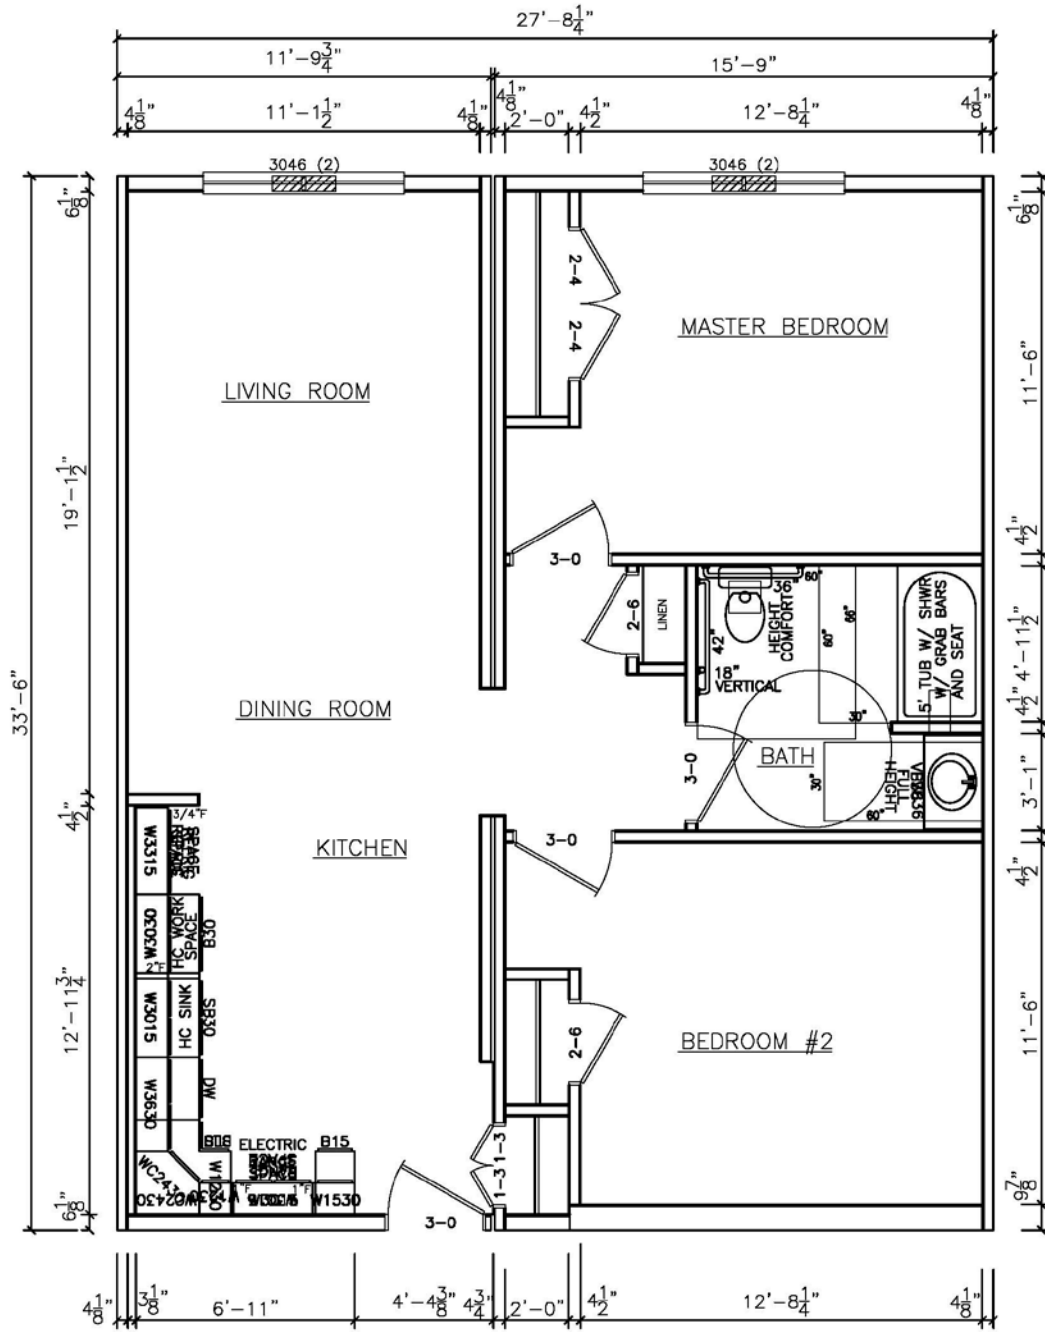 27'-8 1/4"
11'-9 3/4"
15'-9"
4 1/8"
11'-1 1/2"
4 1/8"
4 1/8"
2'-0"
4 1/2"
12'-8 1/4"
4 1/8"
3046 (2)
3046 (2)
6 1/8"
6 1/8"
2-4
2-4
MASTER BEDROOM
11'-6"
LIVING ROOM
19'-1 1/2"
4 1/2"
3-0
2-6
LINEN
36"
60"
HEIGHT
COMFORT
42"
18"
VERTICAL
60"
66"
30"
5' TUB W/ SHWR
W/ GRAB BARS
AND SEAT
4'-11 1/2"
4 1/2"
33'-6"
DINING ROOM
BATH
3-0
30"
60"
FULL
HEIGHT
3'-1"
4 1/2"
3/4"F
W3315
KITCHEN
3-0
4 1/2"
W3030
HC WORK
SPACE
B30
2"F
12'-11 3/4"
W3015
HC SINK
SB30
2-6
BEDROOM #2
11'-6"
W3630
DW
ELECTRIC
SPACE
B15
1-3
1-3
WC2430
W1230
1"F
W1530
6 1/8"
3-0
9 7/8"
4 1/8"
3 1/8"
6'-11"
4'-4 3/8"
4 3/4"
2'-0"
4 1/2"
12'-8 1/4"
4 1/8"